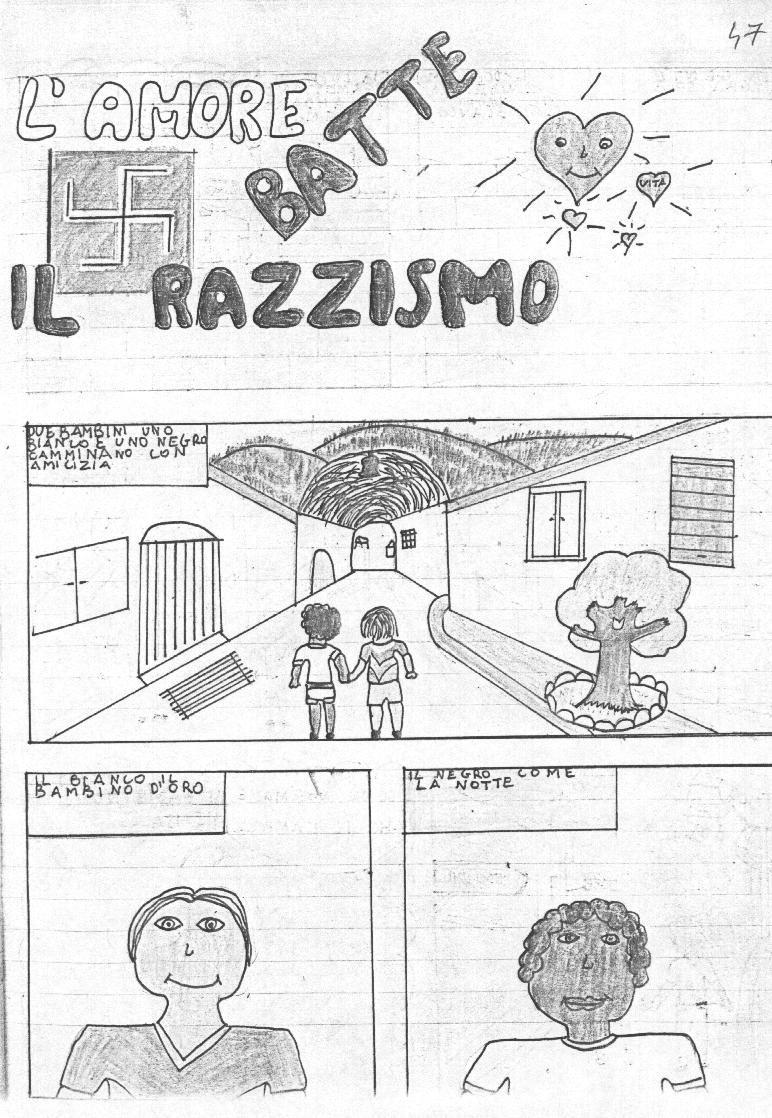 47
L'AMORE
BATTE
VITA
IL RAZZISMO
DUE BAMBINI UNO
BIANCO E UNO NEGRO
CAMMINANO CON
AMICIZIA
IL BIANCO IL
BAMBINO D'ORO
IL NEGRO COME
LA NOTTE